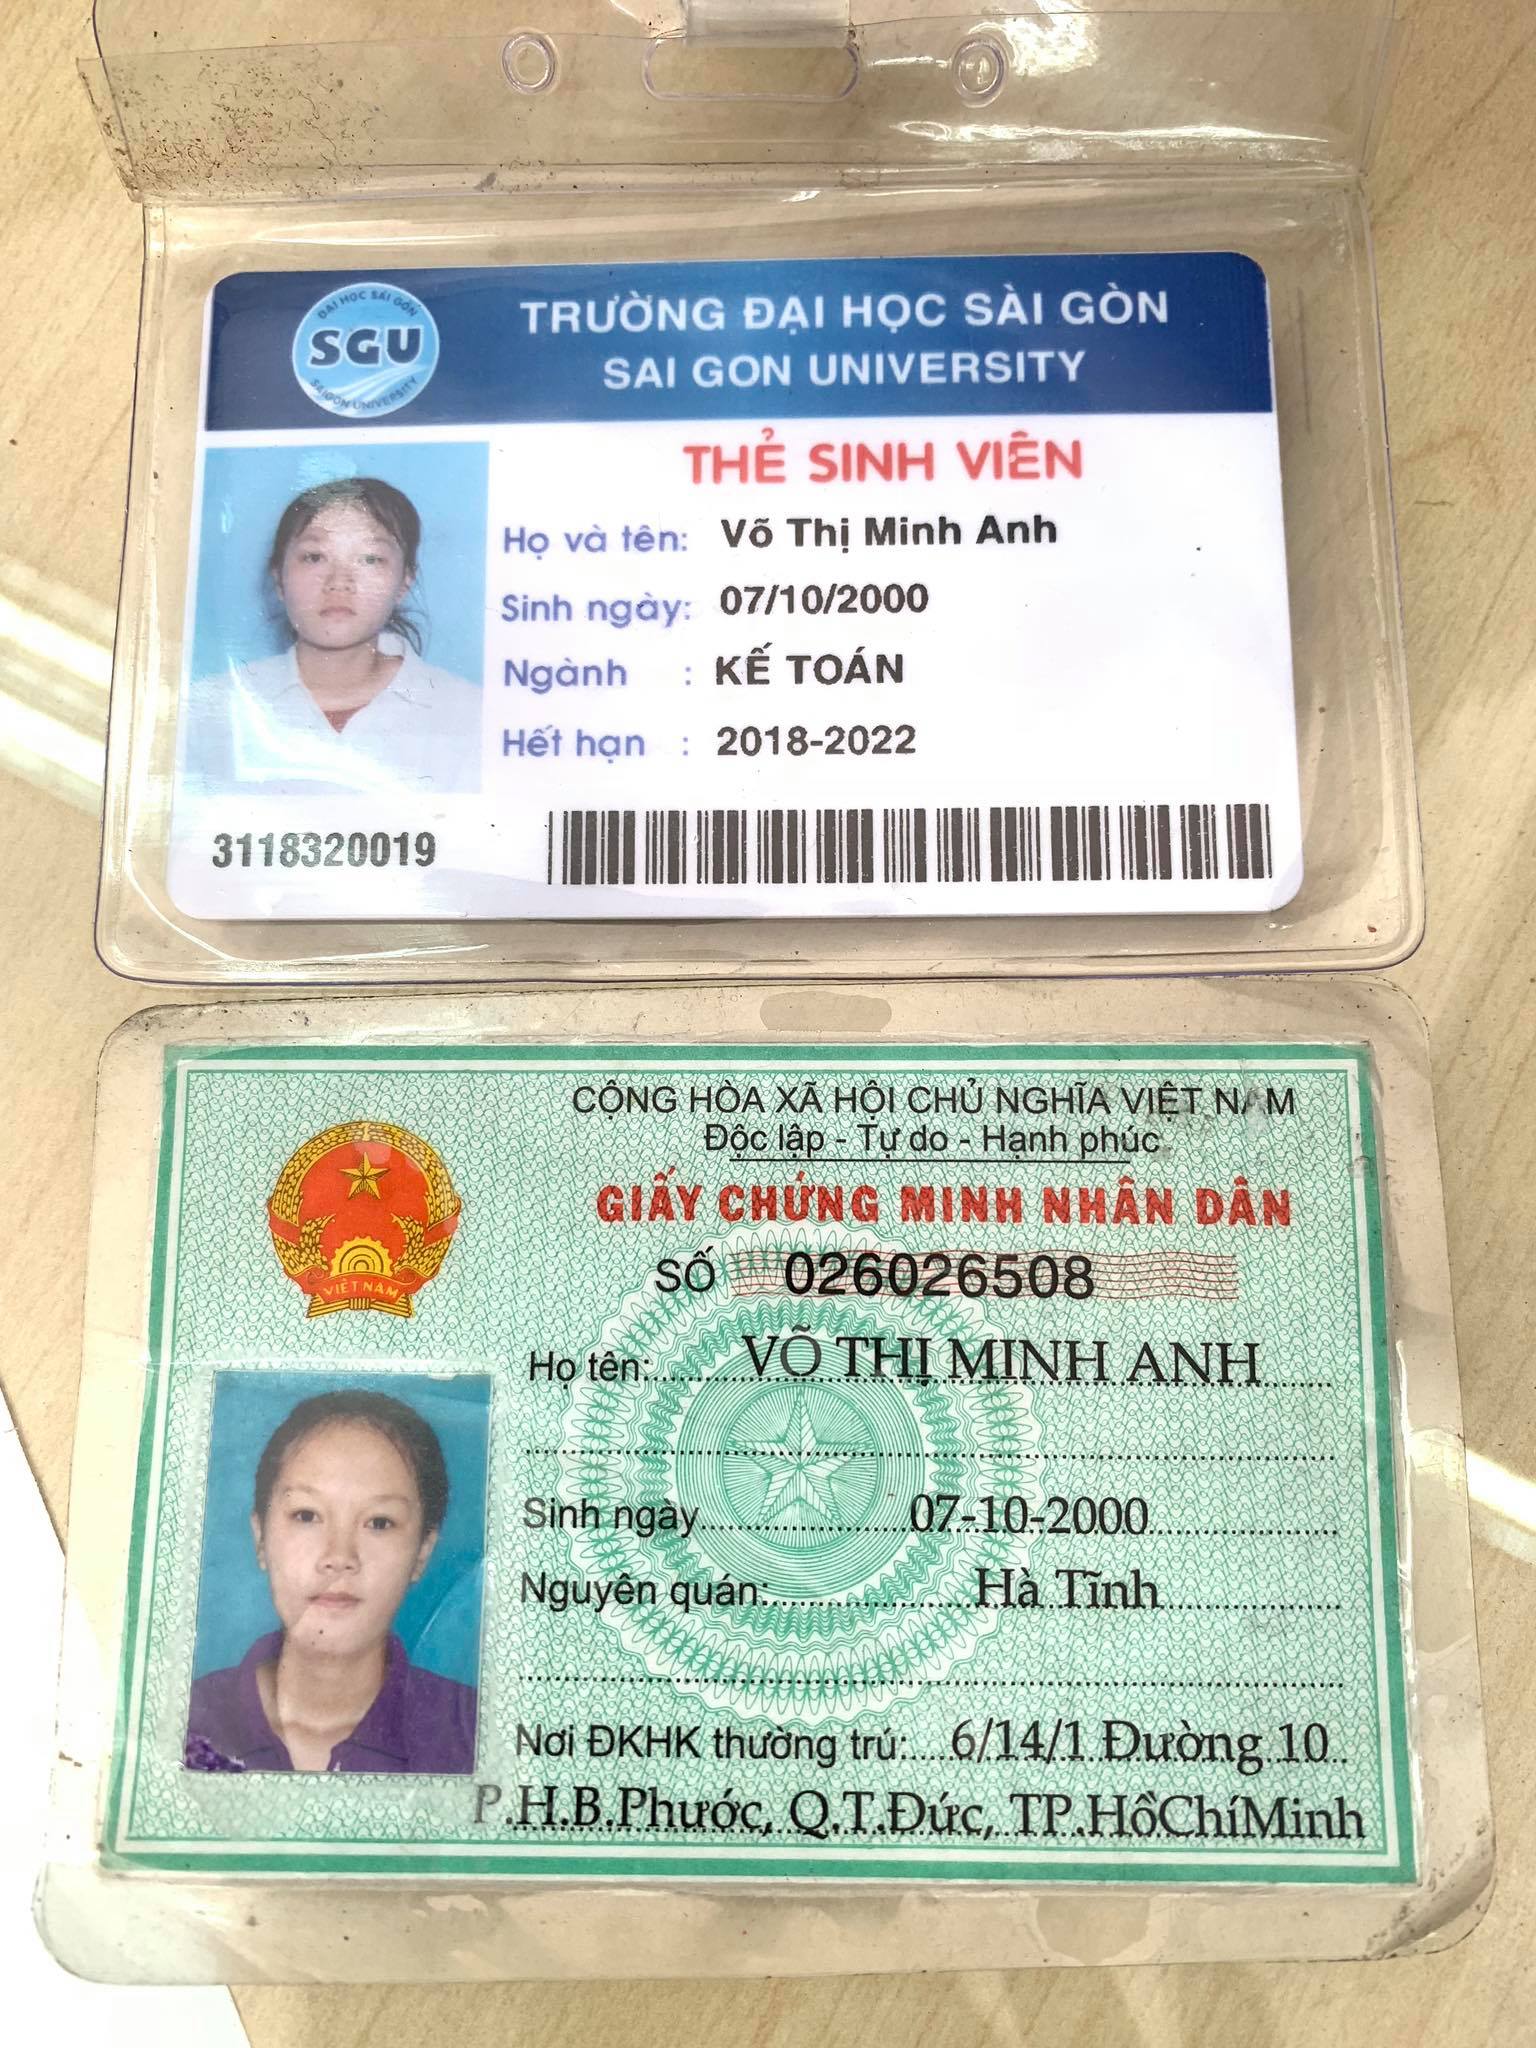 ĐẠI HỌC SÀI GÒN
SGU
SAIGON UNIVERSITY
TRƯỜNG ĐẠI HỌC SÀI GÒN
SAI GON UNIVERSITY
THẺ SINH VIÊN
Họ và tên: Võ Thị Minh Anh
Sinh ngày: 07/10/2000
Ngành : KẾ TOÁN
Hết hạn : 2018-2022
3118320019
CỘNG HÒA XÃ HỘI CHỦ NGHĨA VIỆT NAM
Độc lập - Tự do - Hạnh phúc
GIẤY CHỨNG MINH NHÂN DÂN
SỐ 026026508
VIỆT NAM
Họ tên: VÕ THỊ MINH ANH
Sinh ngày 07-10-2000
Nguyên quán: Hà Tĩnh
Nơi ĐKHK thường trú: 6/14/1 Đường 10
P.H.B.Phước, Q.T.Đức, TP.HồChíMinh